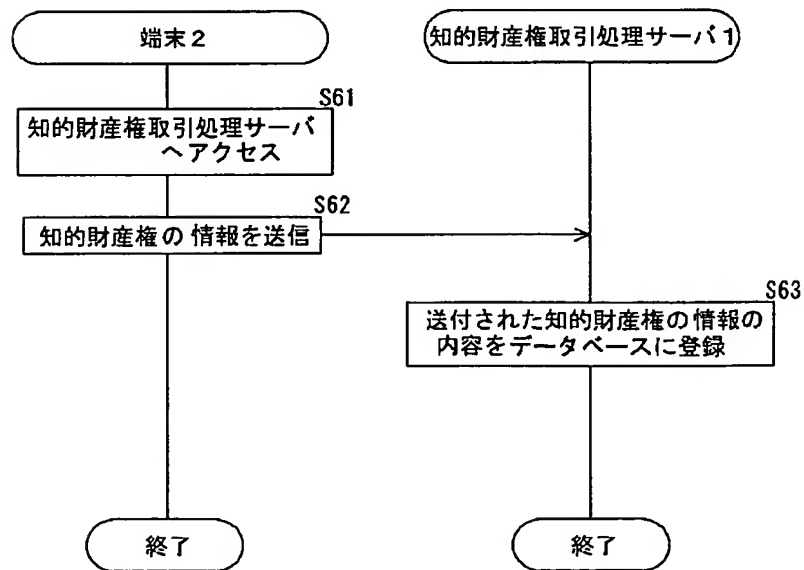 端末2
知的財産権取引処理サーバ1
S61
知的財産権取引処理サーバ
へアクセス
S62
知的財産権の情報を送信
S63
送付された知的財産権の情報の
内容をデータベースに登録
終了
終了